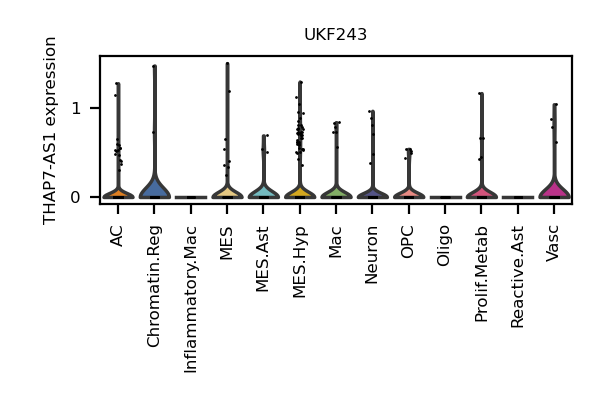 UKF243
THAP7-AS1 expression
1
0
AC
Chromatin.Reg
Inflammatory.Mac
MES
MES.Ast
MES.Hyp
Mac
Neuron
OPC
Oligo
Prolif.Metab
Reactive.Ast
Vasc